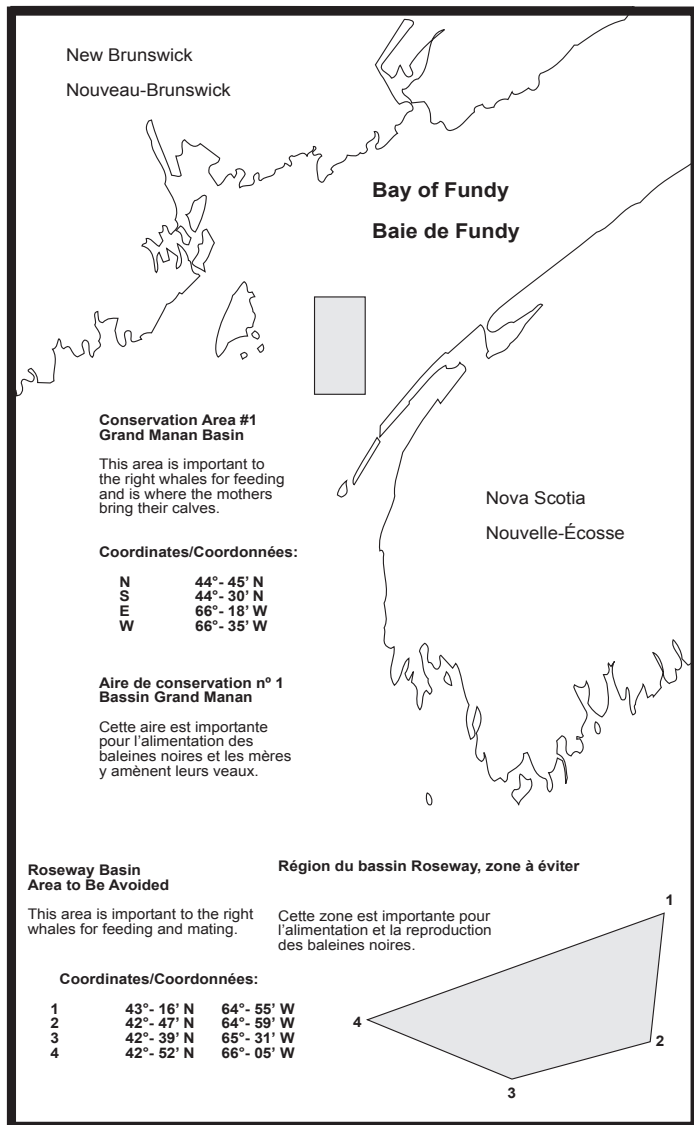 New Brunswick
Nouveau-Brunswick
Bay of Fundy
Baie de Fundy
Conservation Area #1
Grand Manan Basin
This area is important to
the right whales for feeding
and is where the mothers
bring their calves.
Nova Scotia
Nouvelle-Écosse
Coordinates/Coordonnées:
N 44°- 45’ N
S 44°- 30’ N
E 66°- 18’ W
W 66°- 35’ W
Aire de conservation nº 1
Bassin Grand Manan
Cette aire est importante
pour l’alimentation des
baleines noires et les mères
y amènent leurs veaux.
Roseway Basin
Area to Be Avoided
This area is important to the right
whales for feeding and mating.
Région du bassin Roseway, zone à éviter
Cette zone est importante pour
l’alimentation et la reproduction
des baleines noires.
Coordinates/Coordonnées:
1 43°- 16’ N 64°- 55’ W
2 42°- 47’ N 64°- 59’ W
3 42°- 39’ N 65°- 31’ W
4 42°- 52’ N 66°- 05’ W
1
4
2
3